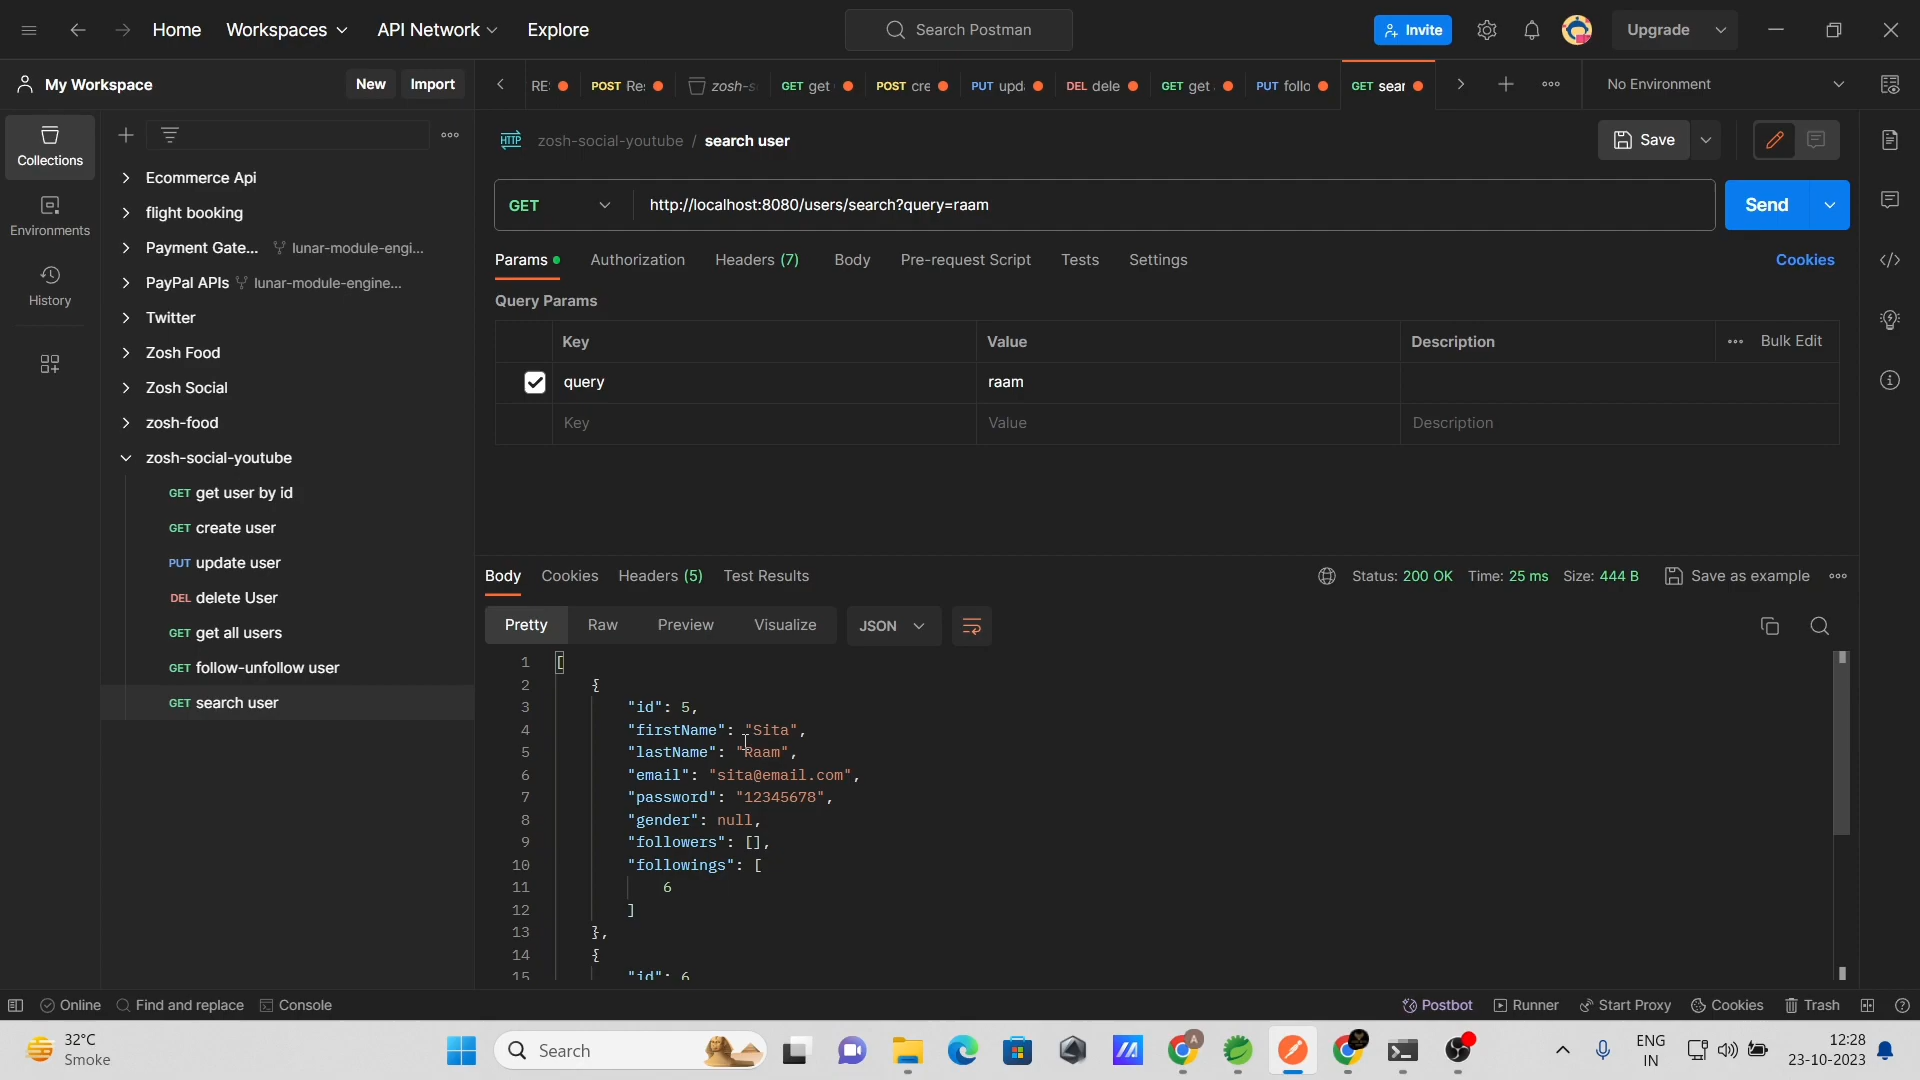 Home Workspaces API Network Explore Search Postman Invite Upgrade
My Workspace New Import
RE POST Re GET get POST cre PUT upd DEL dele GET get PUT follo GET sear No Environment
Collections
Environments
History
Ecommerce Api
flight booking
Payment Gate... lunar-module-engi...
PayPal APIs lunar-module-engine...
Twitter
Zosh Food
Zosh Social
zosh-food
zosh-social-youtube
GET get user by id
GET create user
PUT update user
DEL delete User
GET get all users
GET follow-unfollow user
GET search user
HTTP zosh-social-youtube / search user Save
GET http://localhost:8080/users/search?query=raam Send
Params Authorization Headers (7) Body Pre-request Script Tests Settings Cookies
Query Params
Key Value Description Bulk Edit
query raam
Key Value Description
Body Cookies Headers (5) Test Results Status: 200 OK Time: 25 ms Size: 444 B Save as example
Pretty Raw Preview Visualize JSON
1 [
2 {
3 "id": 5,
4 "firstName": "Sita",
5 "lastName": "Raam",
6 "email": "sita@email.com",
7 "password": "12345678",
8 "gender": null,
9 "followers": [],
10 "followings": [
11 6
12 ]
13 },
14 {
15 "id": 6
Online Find and replace Console Postbot Runner Start Proxy Cookies Trash
32°C
Smoke
Search
ENG
IN
12:28
23-10-2023